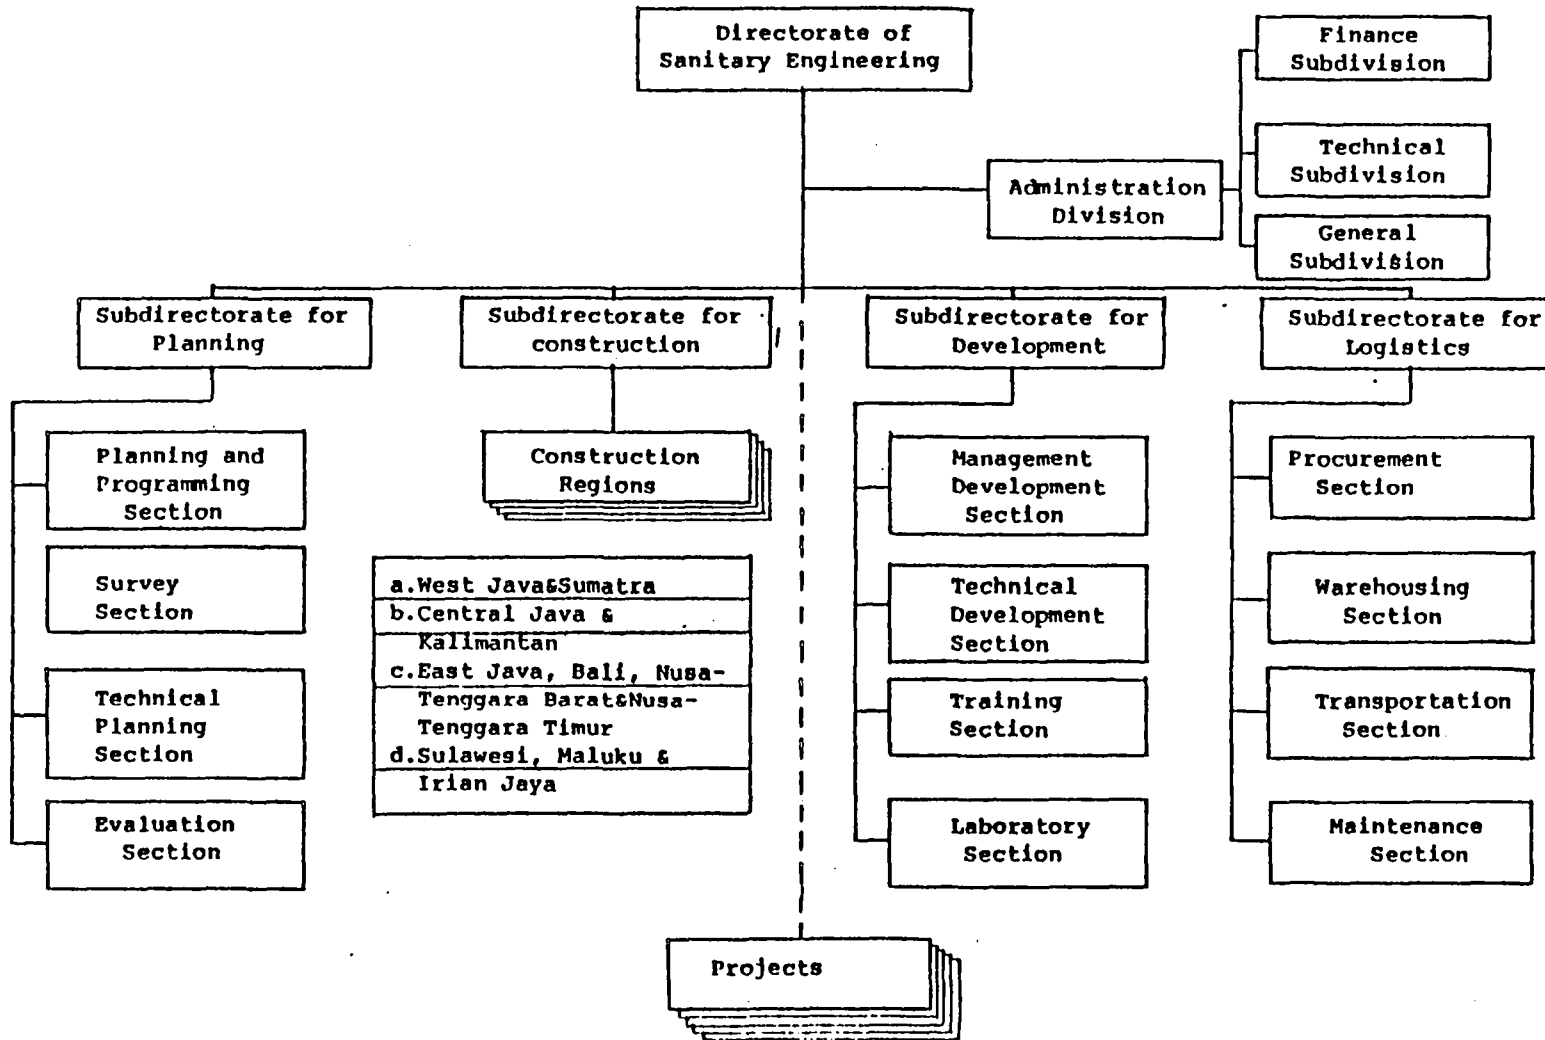 Directorate of
Sanitary Engineering
Finance
Subdivision
Technical
Subdivision
Administration
Division
General
Subdivision
Subdirectorate for
Planning
Subdirectorate for
construction
Subdirectorate for
Development
Subdirectorate for
Logistics
Planning and
Programming
Section
Survey
Section
Technical
Planning
Section
Evaluation
Section
Construction
Regions
a.West Java&Sumatra
b.Central Java &
Kalimantan
c.East Java, Bali, Nusa-
Tenggara Barat&Nusa-
Tenggara Timur
d.Sulawesi, Maluku &
Irian Jaya
Management
Development
Section
Technical
Development
Section
Training
Section
Laboratory
Section
Procurement
Section
Warehousing
Section
Transportation
Section
Maintenance
Section
Projects